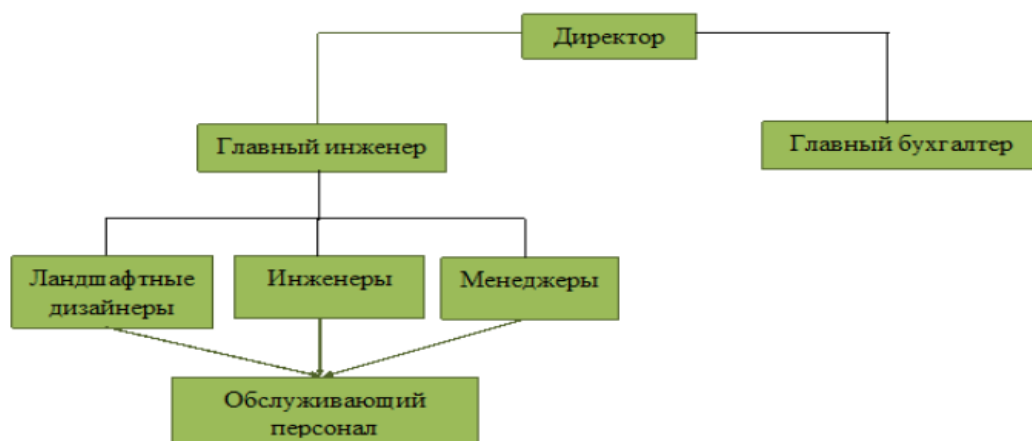 Директор
Главный инженер
Главный бухгалтер
Ландшафтные
дизайнеры
Инженеры
Менеджеры
Обслуживающий
персонал